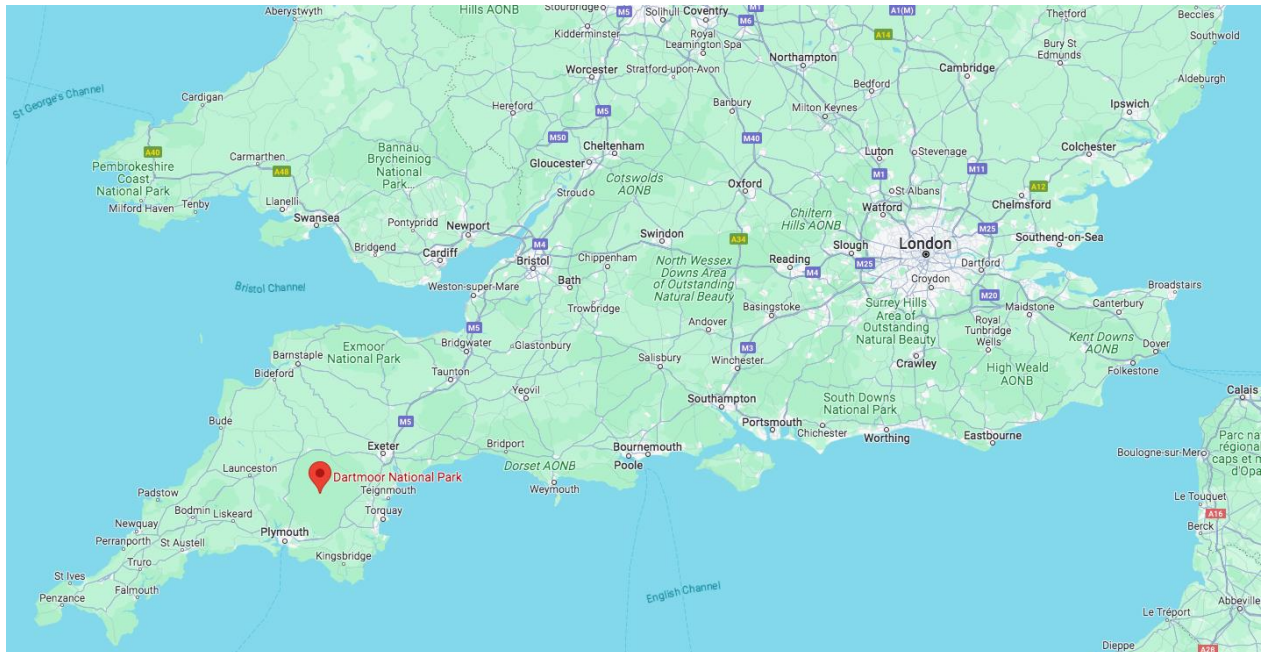 Aberystwyth
Hills AONB
Stourbridge
M5
Solihull
Coventry
M1
A1(M)
Thetford
Beccles
Kidderminster
M6
Royal
Leamington Spa
A14
Bury St
Edmunds
Southwold
Northampton
Worcester
Stratford-upon-Avon
Cambridge
Aldeburgh
St George's Channel
Cardigan
Hereford
M5
Banbury
Bedford
Milton Keynes
Ipswich
M50
M40
A40
Carmarthen
Bannau
Brycheiniog
National
Park...
Cheltenham
Gloucester
Luton
Stevenage
Colchester
Pembrokeshire
Coast
National Park
A48
Cotswolds
AONB
Oxford
M1
M11
A12
Milford Haven
Tenby
Llanelli
Stroud
St Albans
Chelmsford
Swansea
Pontypridd
Newport
Chiltern
Hills AONB
Watford
Bridgend
Cardiff
M4
Swindon
A34
Slough
London
M25
Southend-on-Sea
Bristol
Chippenham
North Wessex
Downs Area
of Outstanding
Natural Beauty
Reading
M4
M25
Dartford
Bristol Channel
Weston-super-Mare
Bath
Croydon
Broadstairs
Trowbridge
Basingstoke
Surrey Hills
Area of
Outstanding
Natural Beauty
M20
Maidstone
Canterbury
M5
Andover
Royal
Tunbridge
Wells
Kent Downs
AONB
Dover
Exmoor
National Park
Bridgwater
Glastonbury
M3
Barnstaple
Salisbury
Winchester
Crawley
High Weald
AONB
Folkestone
Bideford
Taunton
Yeovil
Calais
Southampton
South Downs
National Park
Bude
M5
Portsmouth
Chichester
Worthing
Eastbourne
Exeter
Bridport
Bournemouth
Poole
Boulogne-sur-Mer
Parc na
régional
caps et m
d'Opa
Launceston
Dartmoor National Park
Dorset AONB
Weymouth
Padstow
Teignmouth
Le Touquet
Bodmin
Liskeard
Torquay
A16
Newquay
Plymouth
Berck
Perranporth
St Austell
Kingsbridge
Truro
St Ives
Falmouth
English Channel
Penzance
Abbeville
Le Tréport
Dieppe
A28